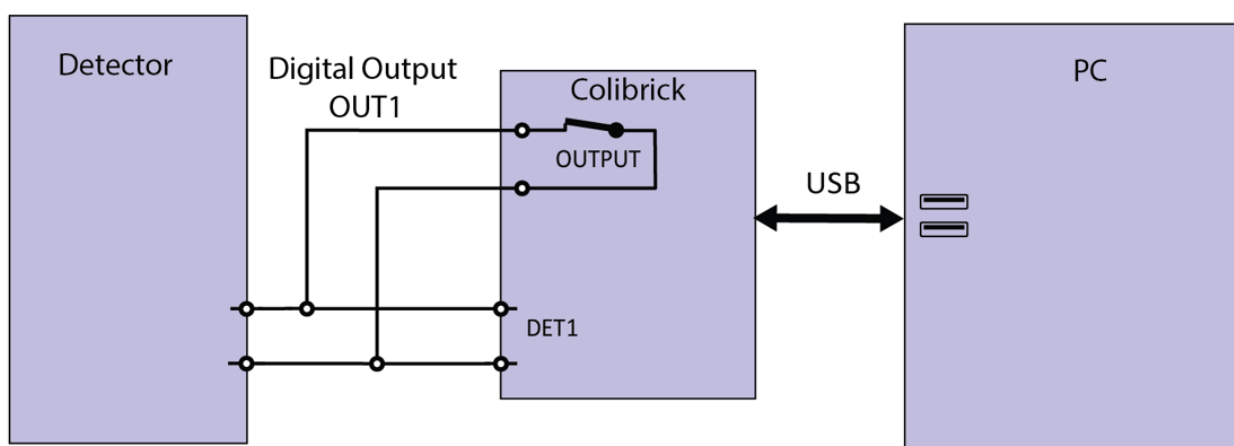 Detector
Digital Output
OUT1
Colibrick
OUTPUT
DET1
USB
PC